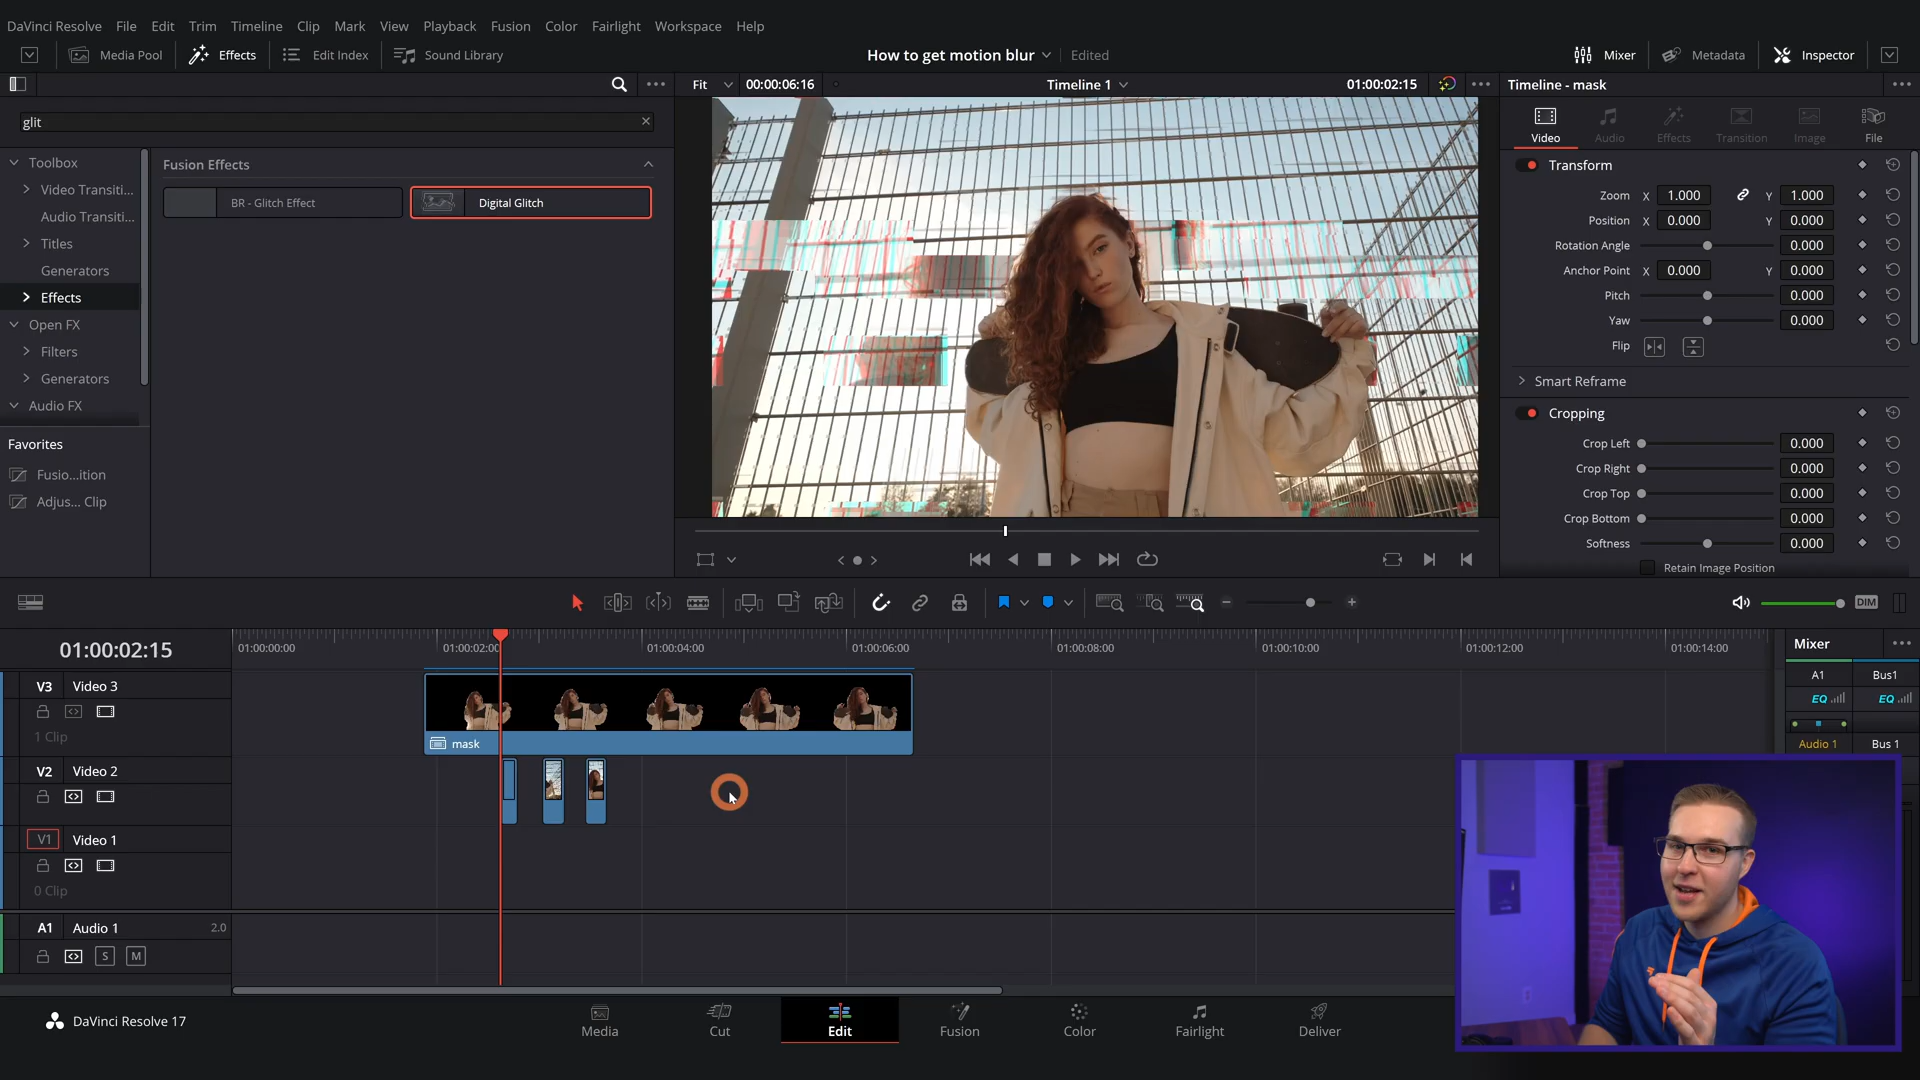 DaVinci Resolve File Edit Trim Timeline Clip Mark View Playback Fusion Color Fairlight Workspace Help
Media Pool Effects Edit Index Sound Library How to get motion blur Edited Mixer Metadata Inspector
Fit 00:00:06:16 Timeline 1 01:00:02:15 Timeline - mask
glit
Video Audio Effects Transition Image File
Toolbox
Video Transiti...
Audio Transiti...
Titles
Generators
Effects
Open FX
Filters
Generators
Audio FX
Favorites
Fusio...ition
Adjus... Clip
Fusion Effects
BR - Glitch Effect
Digital Glitch
Transform
Zoom X 1.000 Y 1.000
Position X 0.000 Y 0.000
Rotation Angle 0.000
Anchor Point X 0.000 Y 0.000
Pitch 0.000
Yaw 0.000
Flip
Smart Reframe
Cropping
Crop Left 0.000
Crop Right 0.000
Crop Top 0.000
Crop Bottom 0.000
Softness 0.000
Retain Image Position
DIM
01:00:02:15
01:00:00:00 01:00:02:00 01:00:04:00 01:00:06:00 01:00:08:00 01:00:10:00 01:00:12:00 01:00:14:00
V3 Video 3
1 Clip
mask
V2 Video 2
V1 Video 1
0 Clip
A1 Audio 1 2.0
S M
Mixer
A1 Bus1
EQ EQ
Audio 1 Bus 1
DaVinci Resolve 17
Media Cut Edit Fusion Color Fairlight Deliver